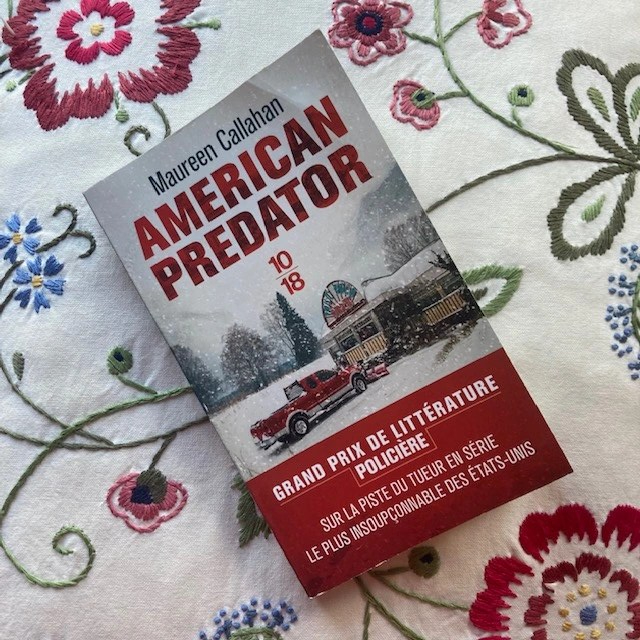 Maureen Callahan
AMERICAN
PREDATOR
10
18
GRAND PRIX DE LITTÉRATURE
POLICIÈRE
SUR LA PISTE DU TUEUR EN SÉRIE
LE PLUS INSOUPÇONNABLE DES ÉTATS-UNIS